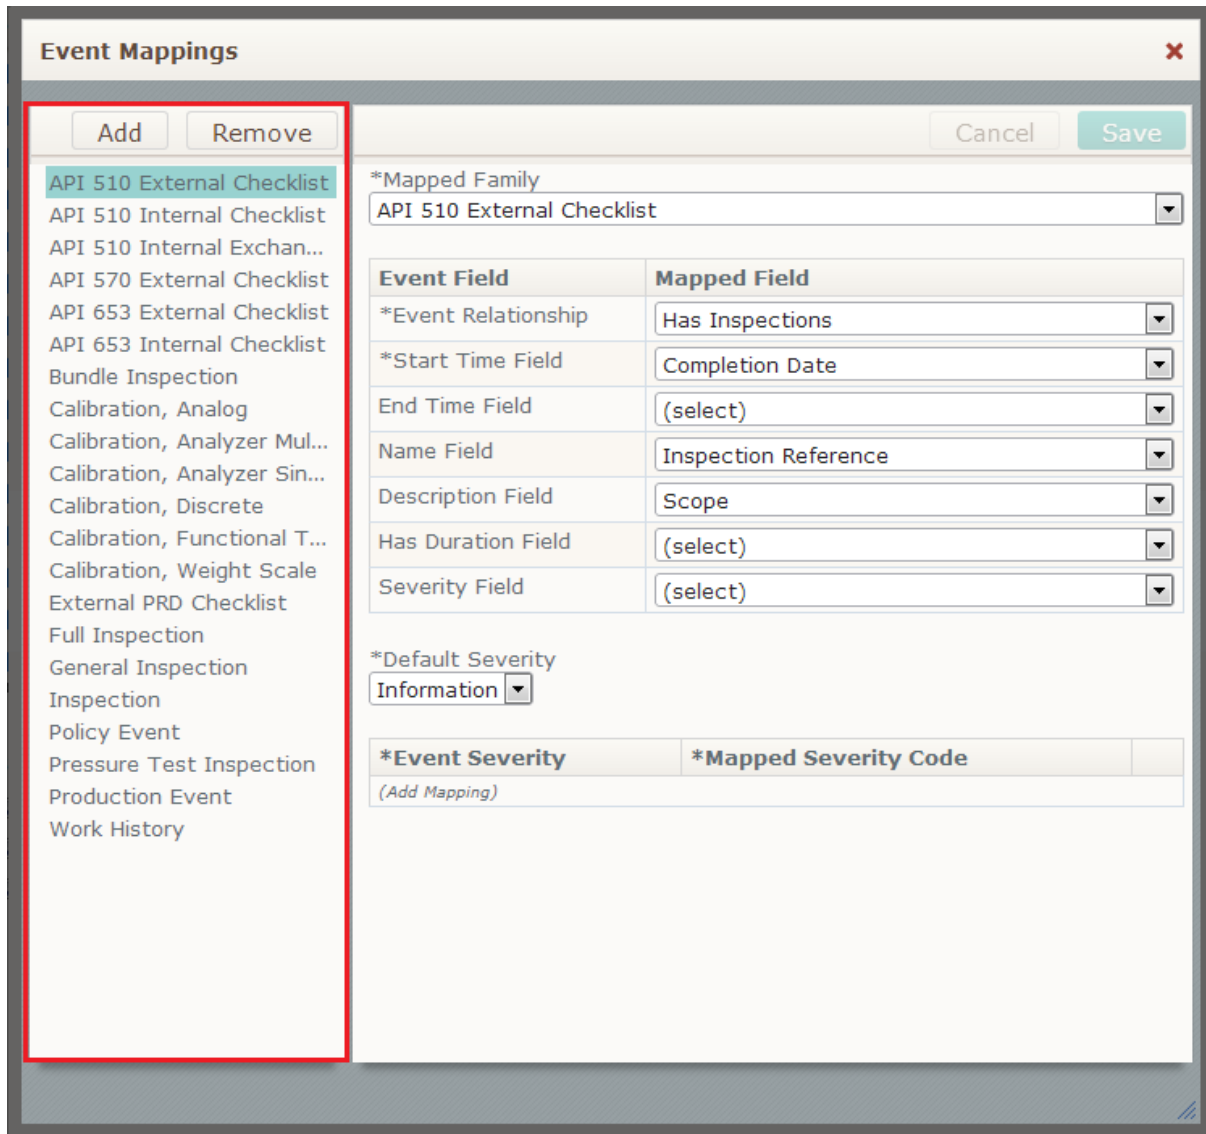 Event Mappings
Add Remove
API 510 External Checklist
API 510 Internal Checklist
API 510 Internal Exchan...
API 570 External Checklist
API 653 External Checklist
API 653 Internal Checklist
Bundle Inspection
Calibration, Analog
Calibration, Analyzer Mul...
Calibration, Analyzer Sin...
Calibration, Discrete
Calibration, Functional T...
Calibration, Weight Scale
External PRD Checklist
Full Inspection
General Inspection
Inspection
Policy Event
Pressure Test Inspection
Production Event
Work History
Cancel Save
*Mapped Family
API 510 External Checklist
Event Field Mapped Field
*Event Relationship Has Inspections
*Start Time Field Completion Date
End Time Field (select)
Name Field Inspection Reference
Description Field Scope
Has Duration Field (select)
Severity Field (select)
*Default Severity
Information
*Event Severity *Mapped Severity Code
(Add Mapping)